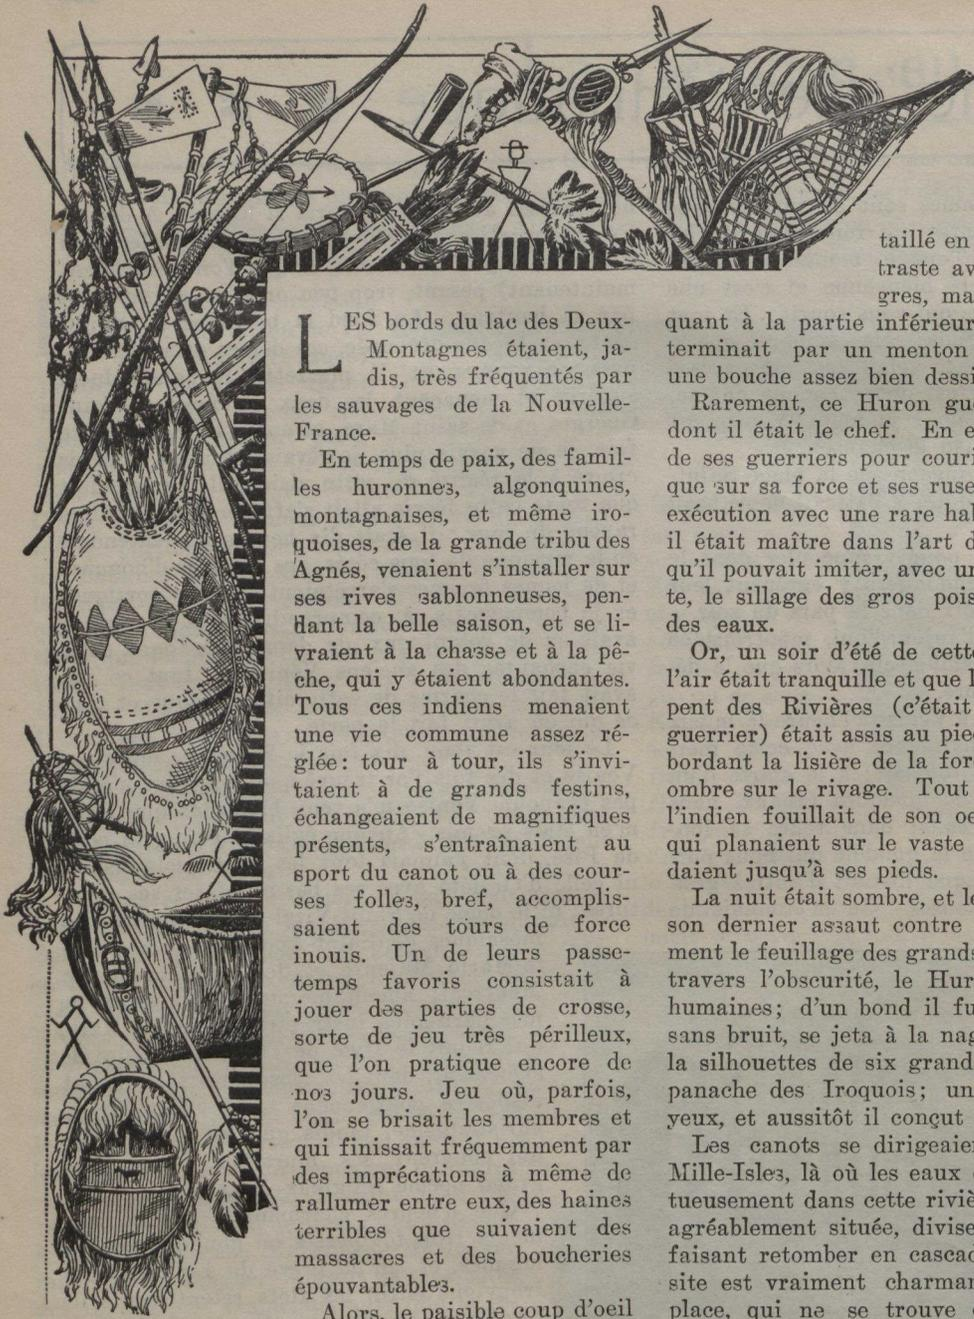 LES bords du lac des Deux-
Montagnes étaient, ja-
dis, très fréquentés par
les sauvages de la Nouvelle-
France.
En temps de paix, des famil-
les huronnes, algonquines,
montagnaises, et même iro-
quoises, de la grande tribu des
Agnés, venaient s'installer sur
ses rives sablonneuses, pen-
dant la belle saison, et se li-
vraient à la chasse et à la pê-
che, qui y étaient abondantes.
Tous ces indiens menaient
une vie commune assez ré-
glée: tour à tour, ils s'invi-
taient à de grands festins,
échangeaient de magnifiques
présents, s'entraînaient au
sport du canot ou à des cour-
ses folles, bref, accomplis-
saient des tours de force
inouis. Un de leurs passe-
temps favoris consistait à
jouer des parties de crosse,
sorte de jeu très périlleux,
que l'on pratique encore de
nos jours. Jeu où, parfois,
l'on se brisait les membres et
qui finissait fréquemment par
des imprécations à même de
rallumer entre eux, des haines
terribles que suivaient des
massacres et des boucheries
épouvantables.
Alors, le paisible coup d'oeil
taillé en
traste av
gres, ma
quant à la partie inférieur
terminait par un menton
une bouche assez bien dessi
Rarement, ce Huron gu
dont il était le chef. En e
de ses guerriers pour couri
que sur sa force et ses ruse
exécution avec une rare hal
il était maître dans l'art d
qu'il pouvait imiter, avec un
te, le sillage des gros pois
des eaux.
Or, un soir d'été de cette
l'air était tranquille et que l
pent des Rivières (c'était
guerrier) était assis au pie
bordant la lisière de la for
ombre sur le rivage. Tout
l'indien fouillait de son oe
qui planaient sur le vaste
daient jusqu'à ses pieds.
La nuit était sombre, et le
son dernier assaut contre
ment le feuillage des grands
travers l'obscurité, le Hur
humaines; d'un bond il fu
sans bruit, se jeta à la nag
la silhouettes de six grand
panache des Iroquois; un
yeux, et aussitôt il conçut
Les canots se dirigeaier
Mille-Isles, là où les eaux
tueusement dans cette riviè
agréablement située, divise
faisant retomber en cascad
site est vraiment charmar
place, qui ne se trouve